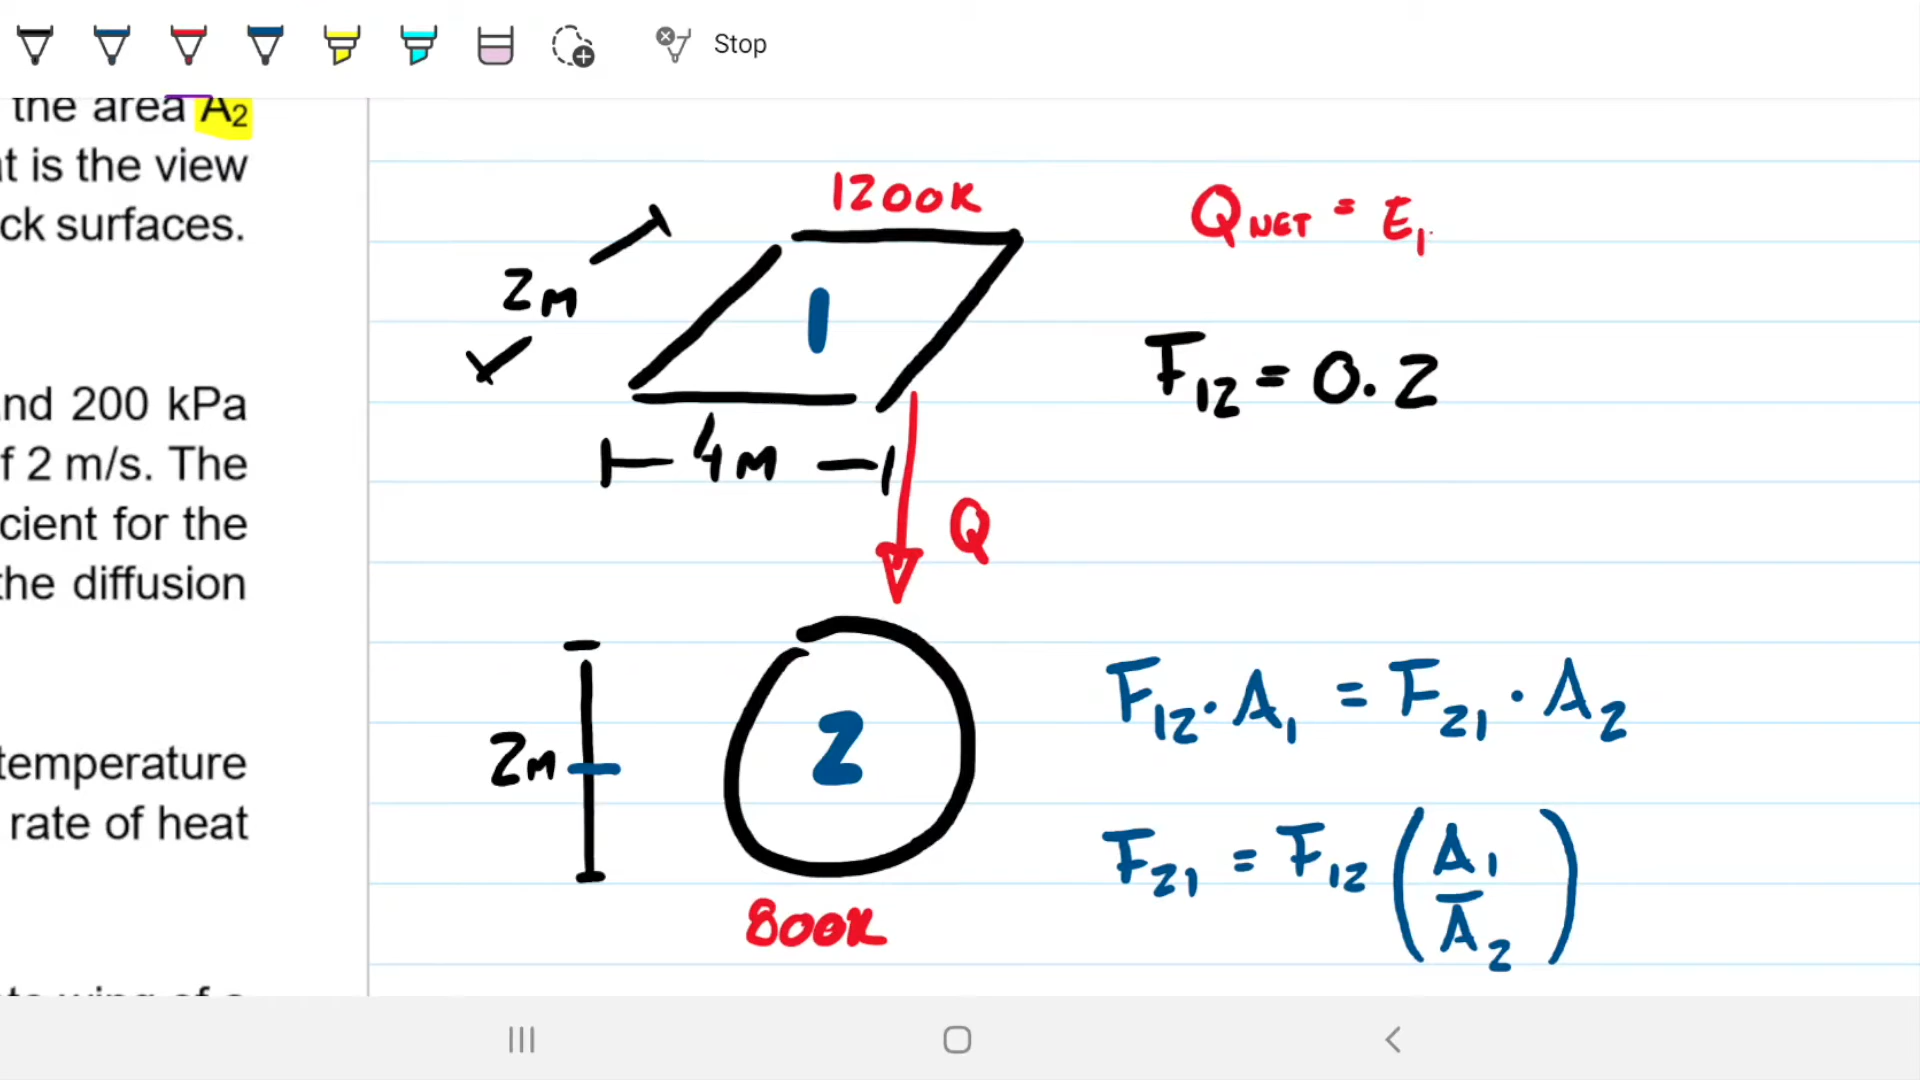 Stop
the area A2
at is the view
ck surfaces.
nd 200 kPa
f 2 m/s. The
cient for the
the diffusion
temperature
rate of heat
1200K
2m
1
4m
Q
2m
2
800K
QNET = E1
F12 = 0.2
F12 · A1 = F21 · A2
F21 = F12 (A1/A2)